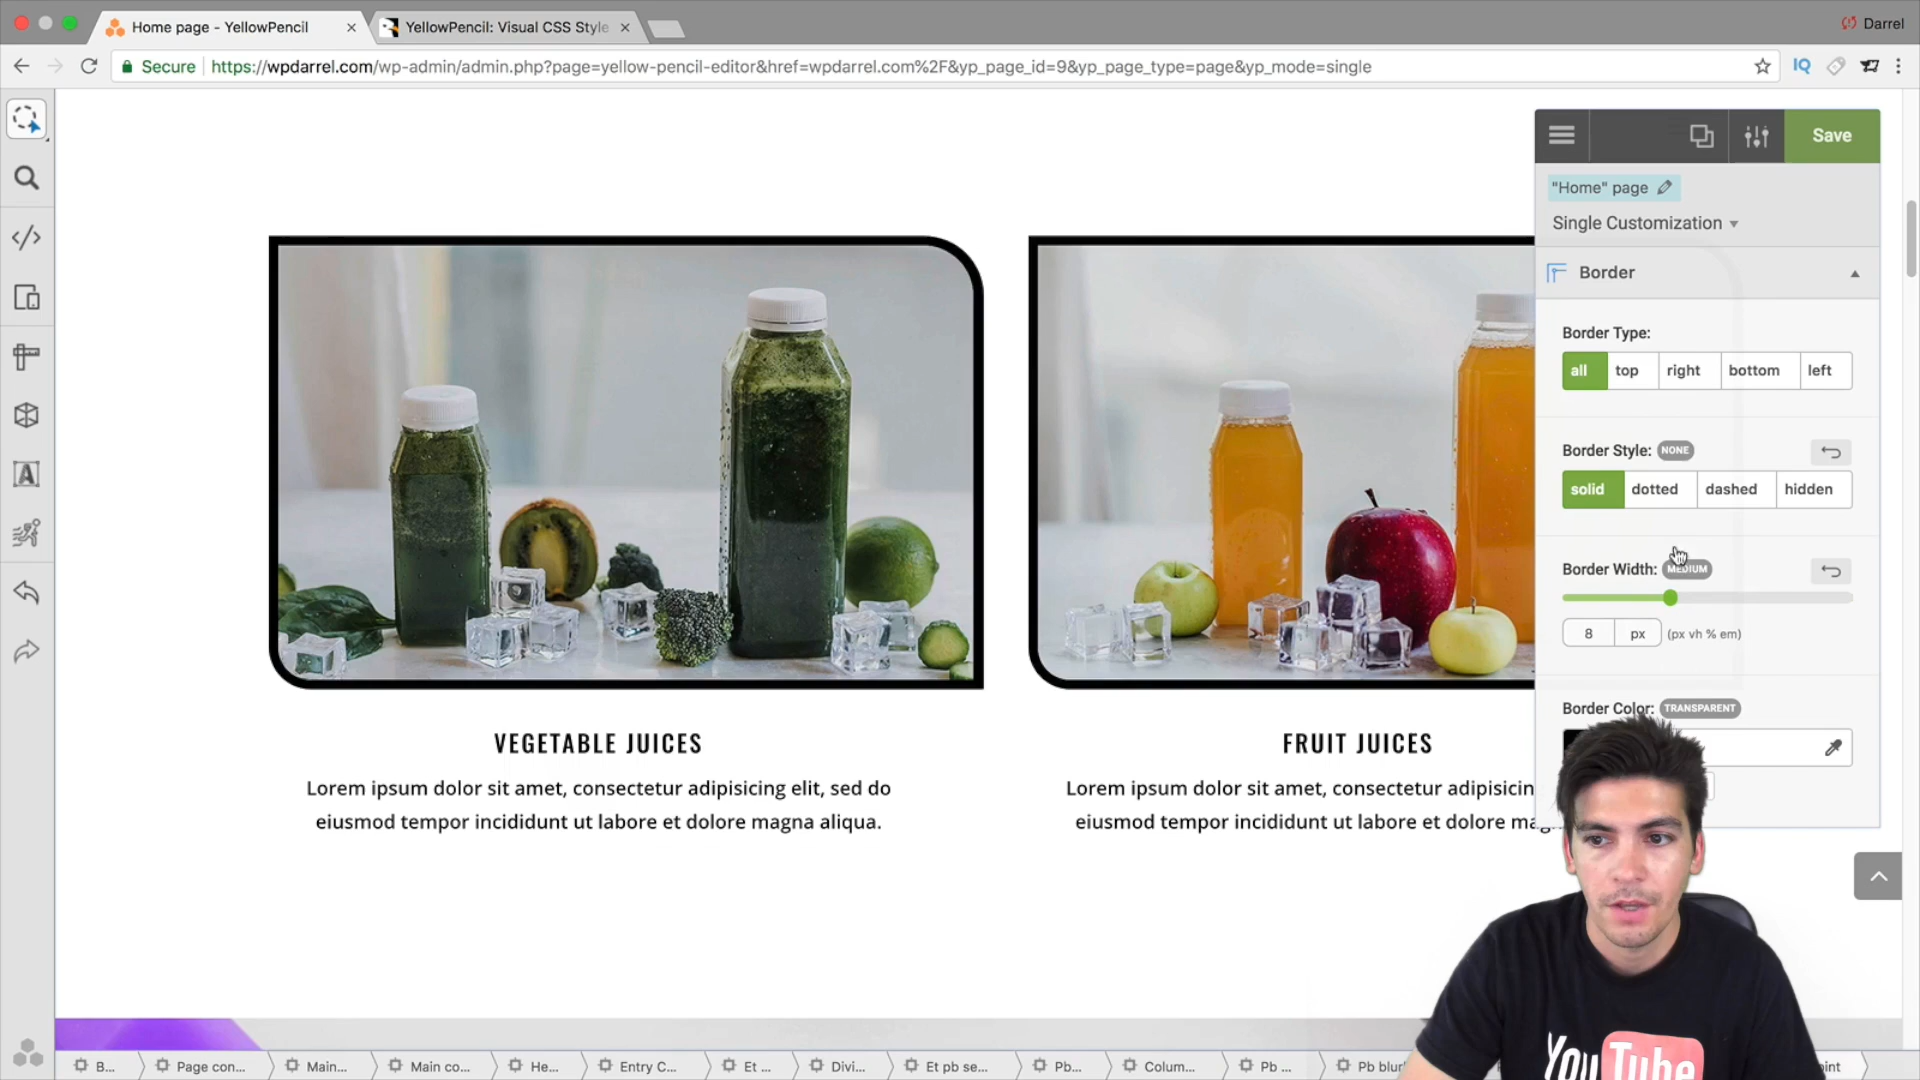 Home page - YellowPencil
YellowPencil: Visual CSS Style
Darrel
Secure
https://wpdarrel.com/wp-admin/admin.php?page=yellow-pencil-editor&href=wpdarrel.com%2F&yp_page_id=9&yp_page_type=page&yp_mode=single
IQ
Save
"Home" page
Single Customization
Border
Border Type:
all top right bottom left
Border Style: NONE
solid dotted dashed hidden
Border Width: MEDIUM
8 px (px vh % em)
Border Color: TRANSPARENT
VEGETABLE JUICES
Lorem ipsum dolor sit amet, consectetur adipisicing elit, sed do
eiusmod tempor incididunt ut labore et dolore magna aliqua.
FRUIT JUICES
Lorem ipsum dolor sit amet, consectetur adipisicin
eiusmod tempor incididunt ut labore et dolore
YouTube
B... Page con... Main... Main co... He... Entry C... Et ... Divi... Et pb se... Pb... Colum... Pb ... Pb blur oint